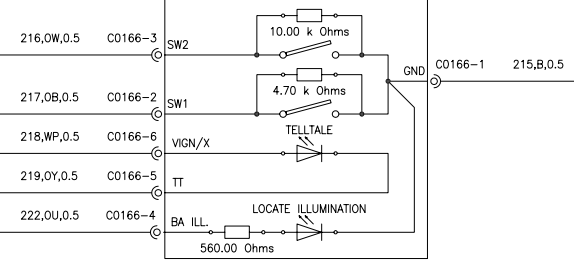 10.00 k Ohms
216,OW,0.5 C0166-3 SW2
GND C0166-1 215,B,0.5
4.70 k Ohms
217,OB,0.5 C0166-2 SW1
TELLTALE
218,WP,0.5 C0166-6 VIGN/X
219,OY,0.5 C0166-5 TT
LOCATE ILLUMINATION
222,OU,0.5 C0166-4 BA ILL.
560.00 Ohms